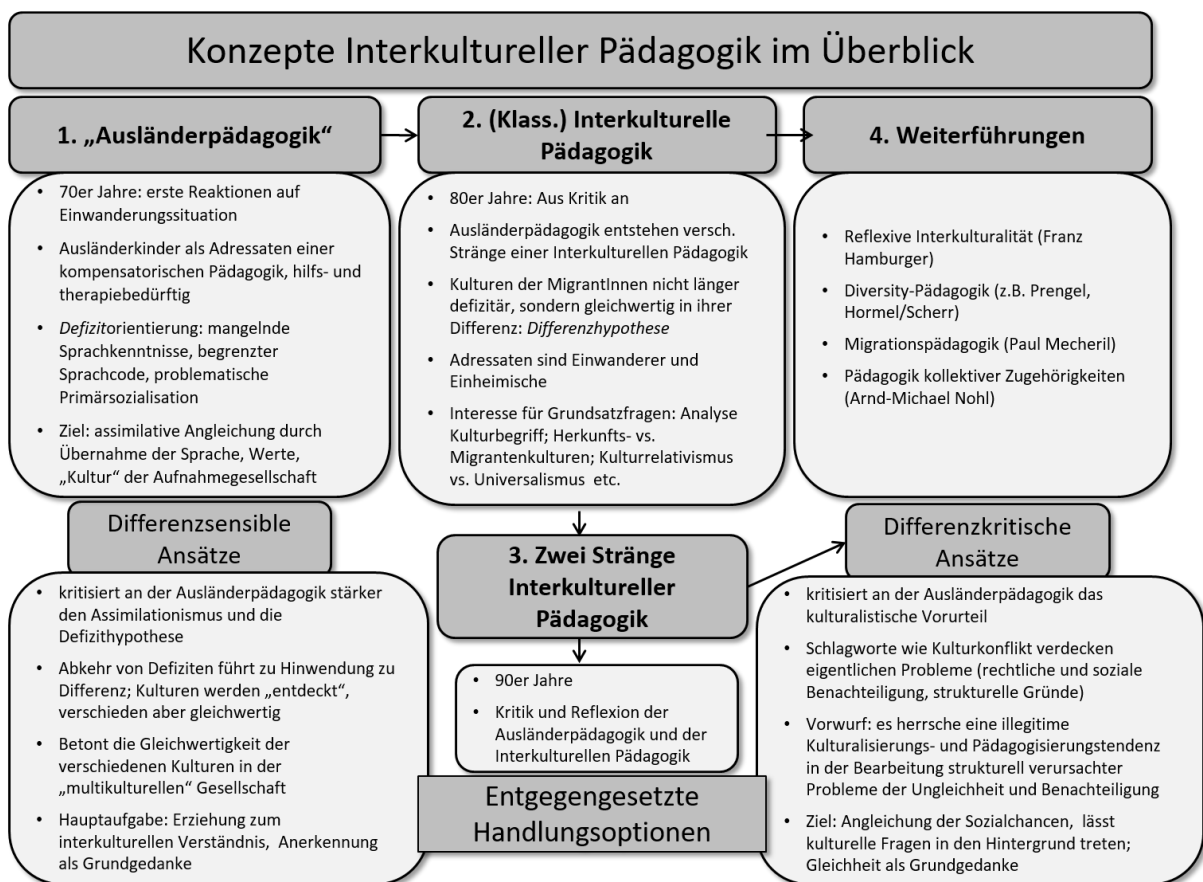 Konzepte Interkultureller Pädagogik im Überblick
1. „Ausländerpädagogik“
• 70er Jahre: erste Reaktionen auf
Einwanderungssituation
• Ausländerkinder als Adressaten einer
kompensatorischen Pädagogik, hilfs- und
therapiebedürftig
• Defizitorientierung: mangelnde
Sprachkenntnisse, begrenzter
Sprachcode, problematische
Primärsozialisation
• Ziel: assimilative Angleichung durch
Übernahme der Sprache, Werte,
„Kultur“ der Aufnahmegesellschaft
2. (Klass.) Interkulturelle
Pädagogik
• 80er Jahre: Aus Kritik an
• Ausländerpädagogik entstehen versch.
Stränge einer Interkulturellen Pädagogik
• Kulturen der MigrantInnen nicht länger
defizitär, sondern gleichwertig in ihrer
Differenz: Differenzhypothese
• Adressaten sind Einwanderer und
Einheimische
• Interesse für Grundsatzfragen: Analyse
Kulturbegriff; Herkunfts- vs.
Migrantenkulturen; Kulturrelativismus
vs. Universalismus etc.
4. Weiterführungen
• Reflexive Interkulturalität (Franz
Hamburger)
• Diversity-Pädagogik (z.B. Prengel,
Hormel/Scherr)
• Migrationspädagogik (Paul Mecheril)
• Pädagogik kollektiver Zugehörigkeiten
(Arnd-Michael Nohl)
Differenzsensible
Ansätze
• kritisiert an der Ausländerpädagogik stärker
den Assimilationismus und die
Defizithypothese
• Abkehr von Defiziten führt zu Hinwendung zu
Differenz; Kulturen werden „entdeckt“,
verschieden aber gleichwertig
• Betont die Gleichwertigkeit der
verschiedenen Kulturen in der
„multikulturellen“ Gesellschaft
• Hauptaufgabe: Erziehung zum
interkulturellen Verständnis, Anerkennung
als Grundgedanke
3. Zwei Stränge
Interkultureller
Pädagogik
• 90er Jahre
• Kritik und Reflexion der
Ausländerpädagogik und der
Interkulturellen Pädagogik
Entgegengesetzte
Handlungsoptionen
Differenzkritische
Ansätze
• kritisiert an der Ausländerpädagogik das
kulturalistische Vorurteil
• Schlagworte wie Kulturkonflikt verdecken
eigentlichen Probleme (rechtliche und soziale
Benachteiligung, strukturelle Gründe)
• Vorwurf: es herrsche eine illegitime
Kulturalisierungs- und Pädagogisierungstendenz
in der Bearbeitung strukturell verursachter
Probleme der Ungleichheit und Benachteiligung
• Ziel: Angleichung der Sozialchancen, lässt
kulturelle Fragen in den Hintergrund treten;
Gleichheit als Grundgedanke